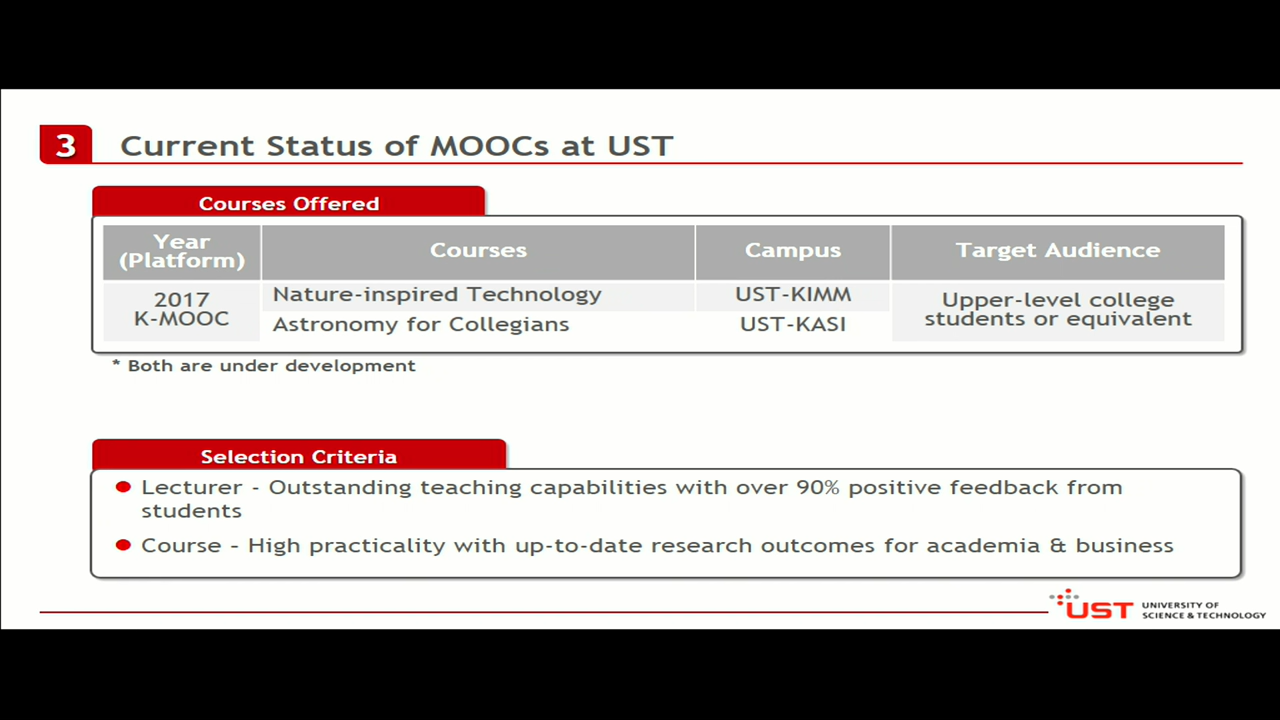 3 Current Status of MOOCs at UST
Courses Offered
Year
(Platform)
Courses
Campus
Target Audience
2017
K-MOOC
Nature-inspired Technology
UST-KIMM
Astronomy for Collegians
UST-KASI
Upper-level college
students or equivalent
* Both are under development
Selection Criteria
Lecturer - Outstanding teaching capabilities with over 90% positive feedback from
students
Course - High practicality with up-to-date research outcomes for academia & business
UST
UNIVERSITY OF
SCIENCE & TECHNOLOGY